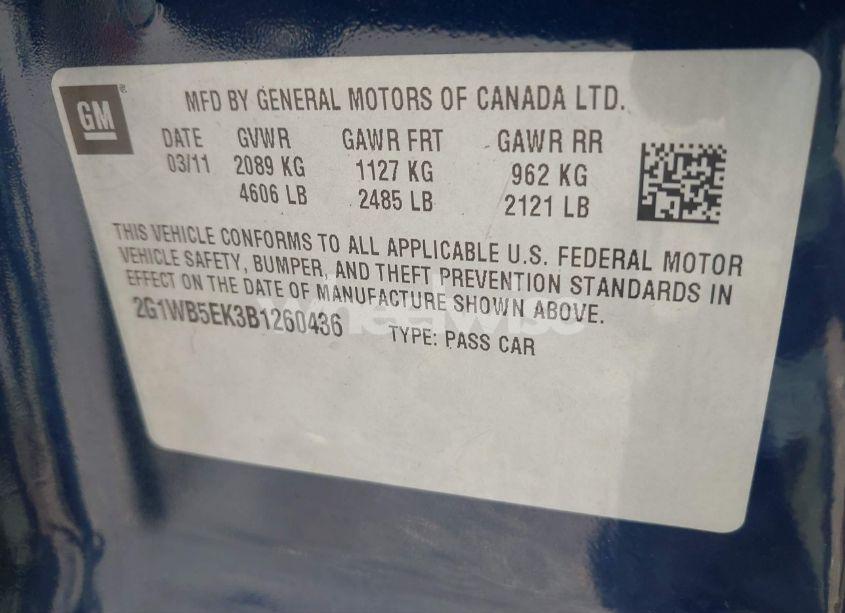 GM
MFD BY GENERAL MOTORS OF CANADA LTD.
DATE GVWR GAWR FRT GAWR RR
03/11 2089 KG 1127 KG 962 KG
4606 LB 2485 LB 2121 LB
THIS VEHICLE CONFORMS TO ALL APPLICABLE U.S. FEDERAL MOTOR
VEHICLE SAFETY, BUMPER, AND THEFT PREVENTION STANDARDS IN
EFFECT ON THE DATE OF MANUFACTURE SHOWN ABOVE.
2G1WB5EK3B1260436 TYPE: PASS CAR
wheelwise